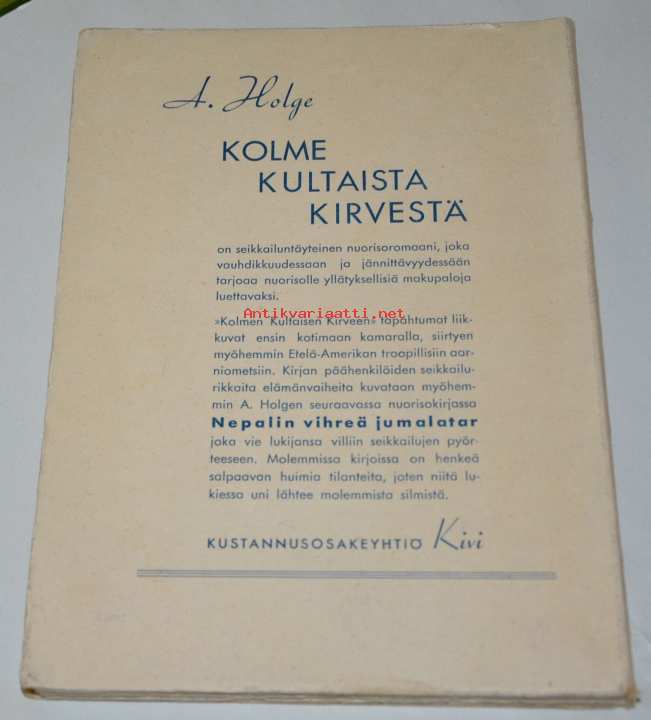 A. Holge
KOLME
KULTAISTA
KIRVESTÄ
on seikkailuntäyteinen nuorisoromaani, joka
vauhdikkuudessaan ja jännittävyydessään
tarjoaa nuorisolle yllätyksellisiä makupaloja
luettavaksi.
Antikvariaatti.net
»Kolmen Kultaisen Kirveen» tapahtumat liik-
kuvat ensin kotimaan kamaralla, siirtyen
myöhemmin Etelä-Amerikan troopillisiin aar-
niometsiin. Kirjan päähenkilöiden seikkailu-
rikkaita elämänvaiheita kuvataan myöhem-
min A. Holgen seuraavassa nuorisokirjassa
Nepalin vihreä jumalatar
joka vie lukijansa villiin seikkailujen pyör-
teeseen. Molemmissa kirjoissa on henkeä
salpaavan huimia tilanteita, joten niitä lu-
kiessa uni lähtee molemmista silmistä.
KUSTANNUSOSAKEYHTIÖ Kivi